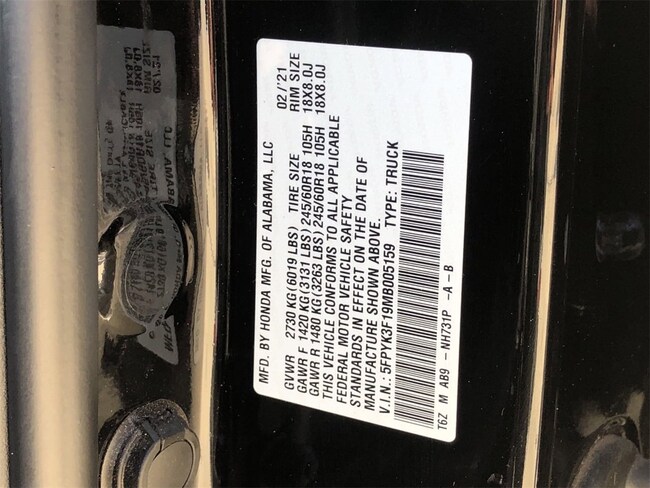 MFD. BY HONDA MFG. OF ALABAMA, LLC 02/'21
GVWR 2730 KG(6019 LBS) TIRE SIZE RIM SIZE
GAWR F 1420 KG(3131 LBS) 245/60R18 105H 18X8.0J
GAWR R 1480 KG(3263 LBS) 245/60R18 105H 18X8.0J
THIS VEHICLE CONFORMS TO ALL APPLICABLE
FEDERAL MOTOR VEHICLE SAFETY
STANDARDS IN EFFECT ON THE DATE OF
MANUFACTURE SHOWN ABOVE.
V.I.N.: 5FPYK3F19MB005159 TYPE: TRUCK
T6Z M AB9 - NH731P -A - B